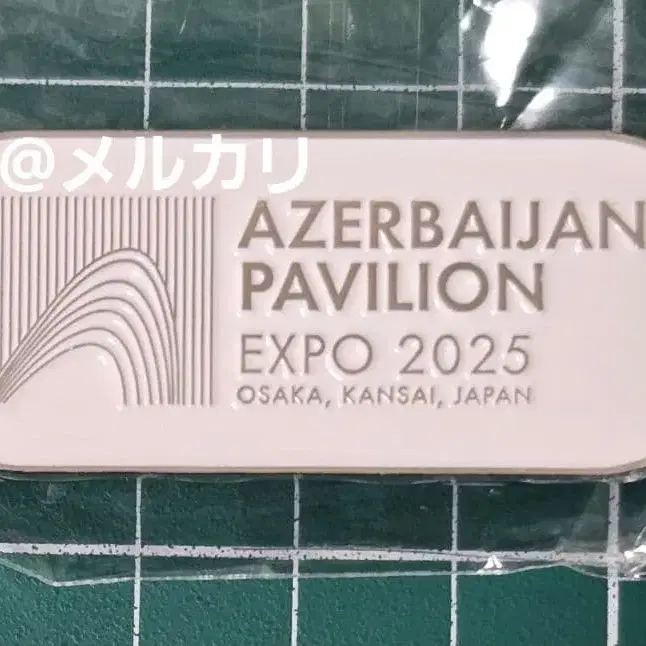 @メルカリ
AZERBAIJAN
PAVILION
EXPO 2025
OSAKA, KANSAI, JAPAN